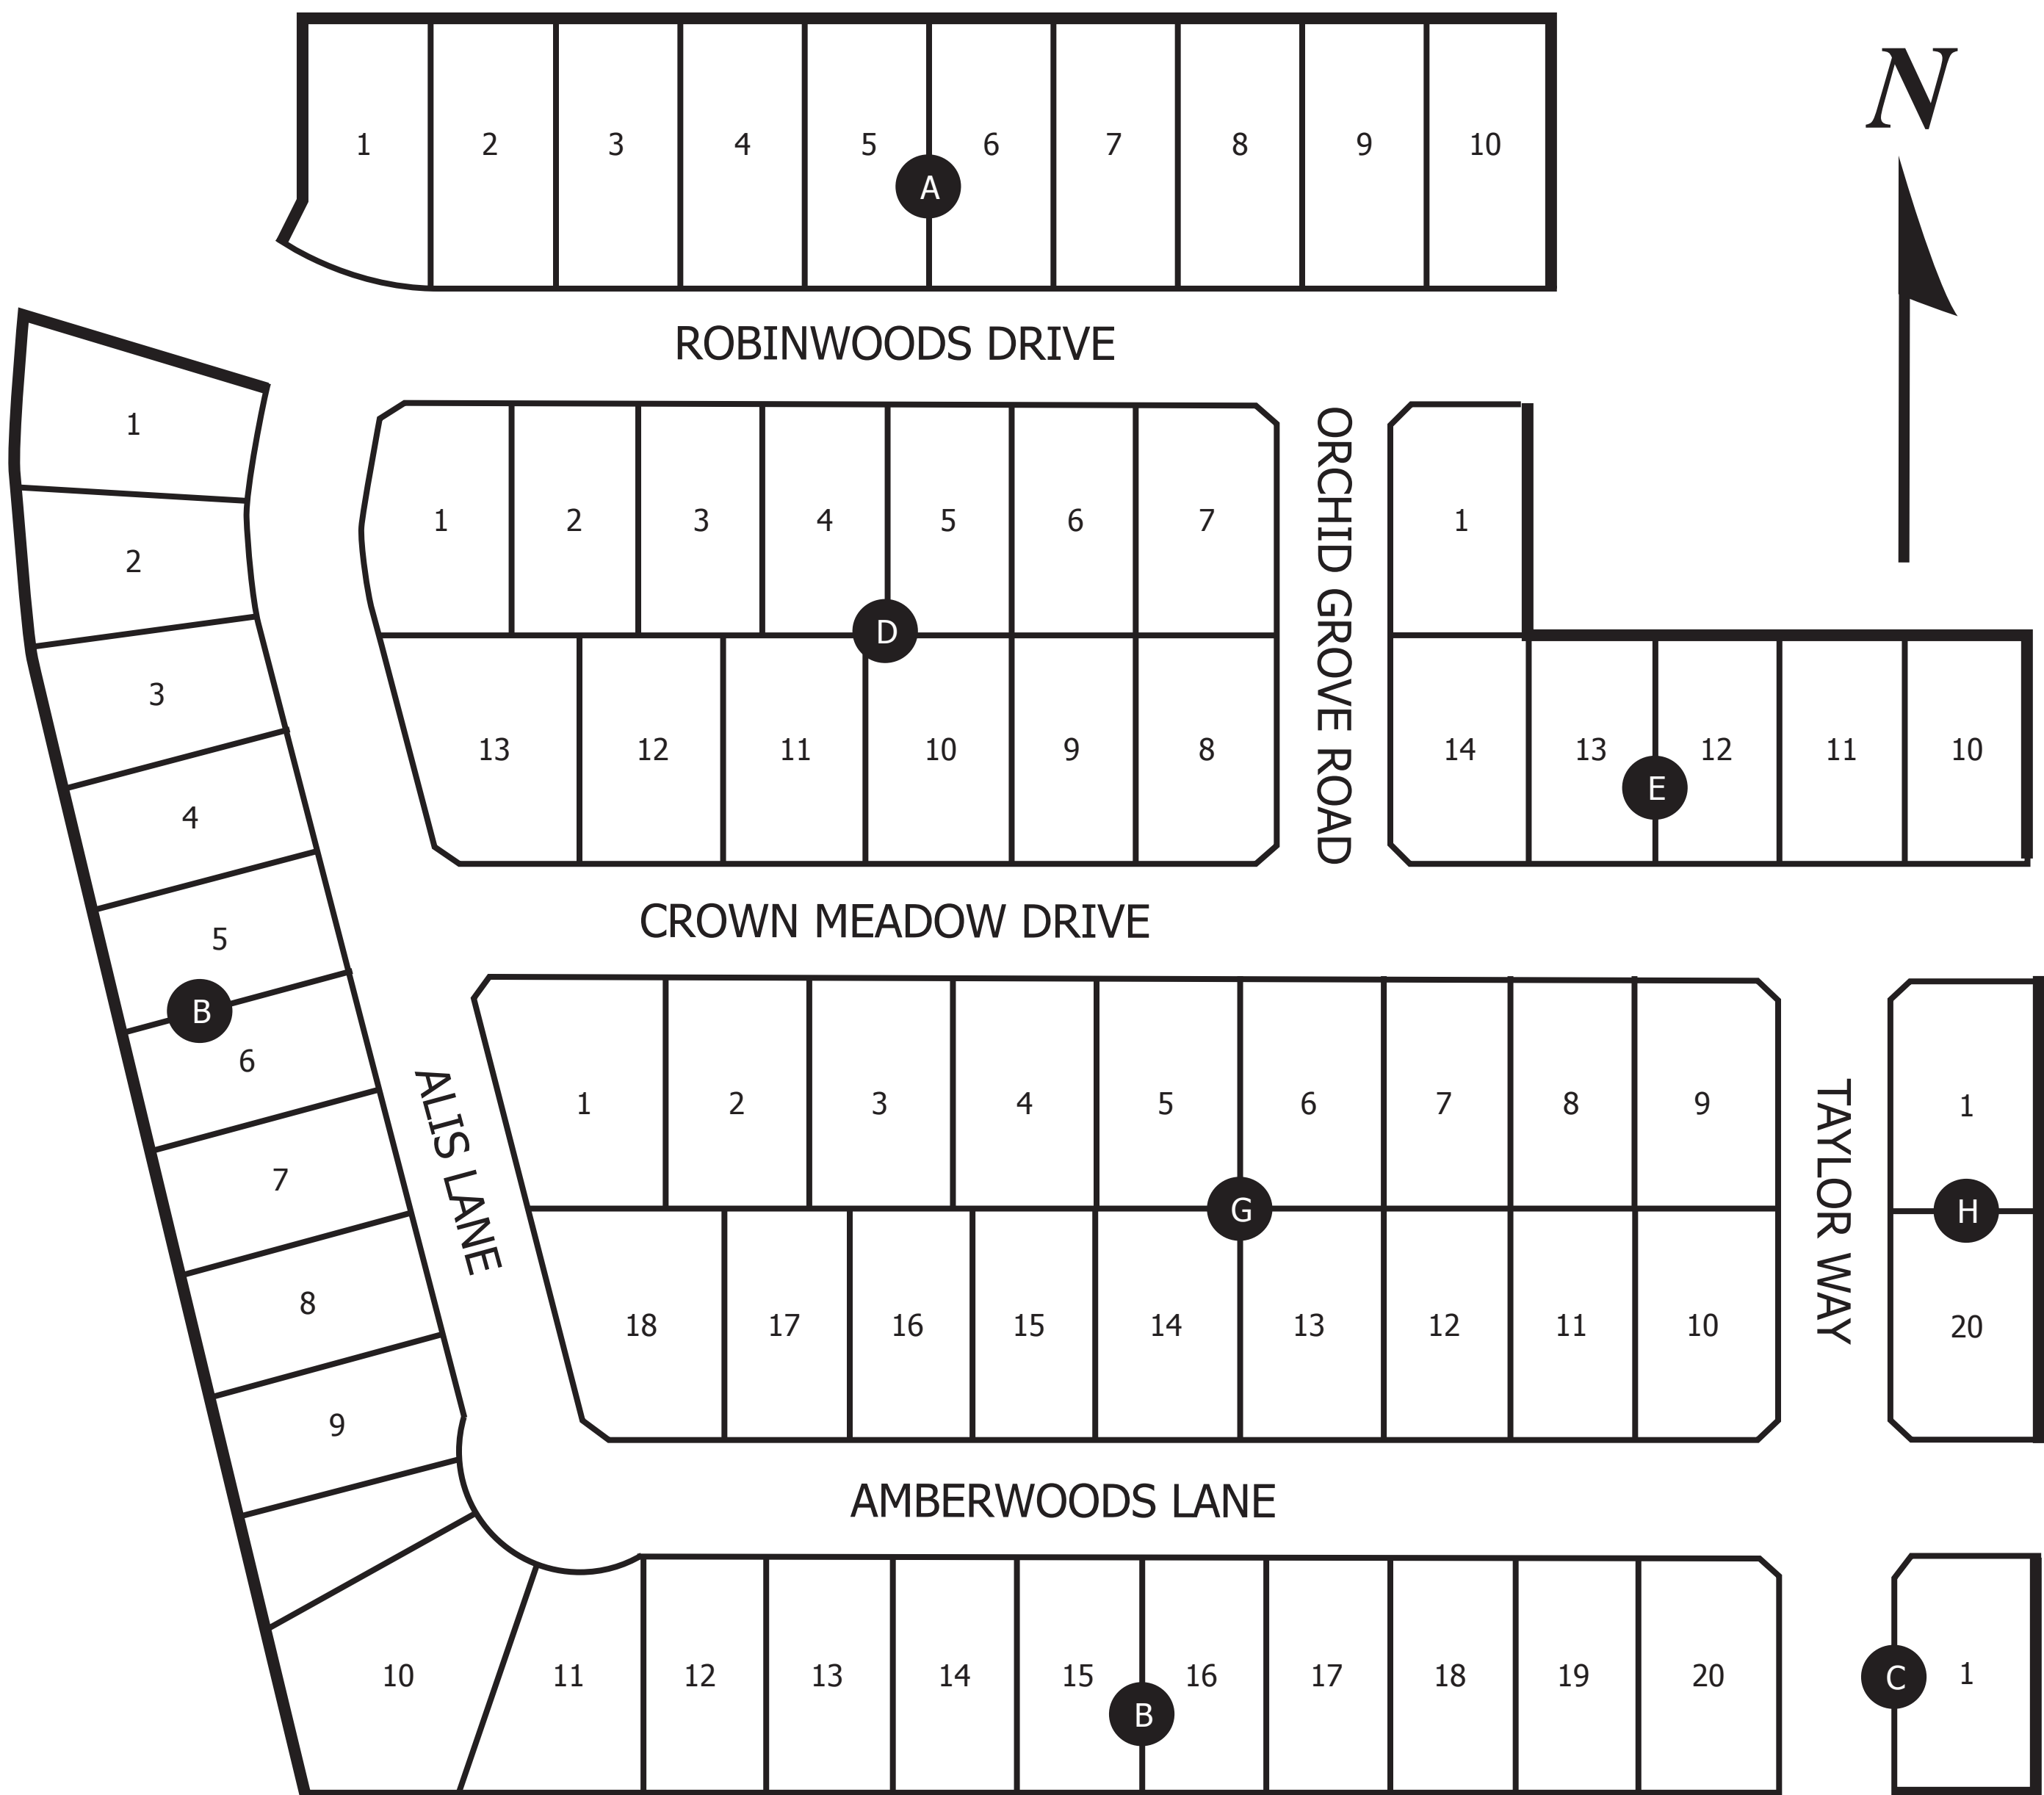 N
1 2 3 4 5 6 7 8 9 10
A
ROBINWOODS DRIVE
1
2
3
4
5
B
6
7
8
9
10
11 12 13 14 15 16 17 18 19 20
B
1 2 3 4 5 6 7
D
13 12 11 10 9 8
ORCHID GROVE ROAD
1
14 13 12 11 10
E
CROWN MEADOW DRIVE
ALIS LANE
1 2 3 4 5 6 7 8 9
G
18 17 16 15 14 13 12 11 10
TAYLOR WAY
1
H
20
AMBERWOODS LANE
C
1